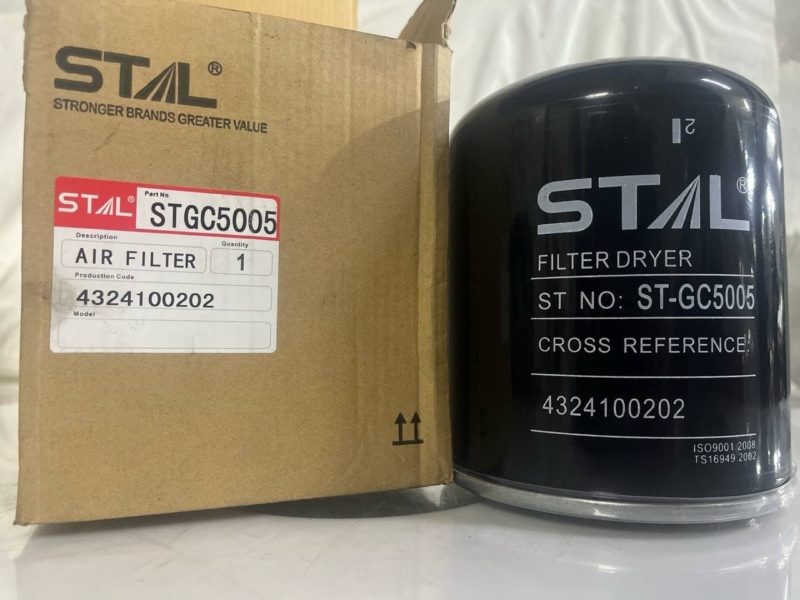 STAL®
STRONGER BRANDS GREATER VALUE
STAL®
Part No
STGC5005
Description
Quantity
AIR FILTER
1
Production Code
4324100202
Model
2
STAL®
FILTER DRYER
ST NO: ST-GC5005
CROSS REFERENCE:
4324100202
ISO9001 2008
TS16949 2002